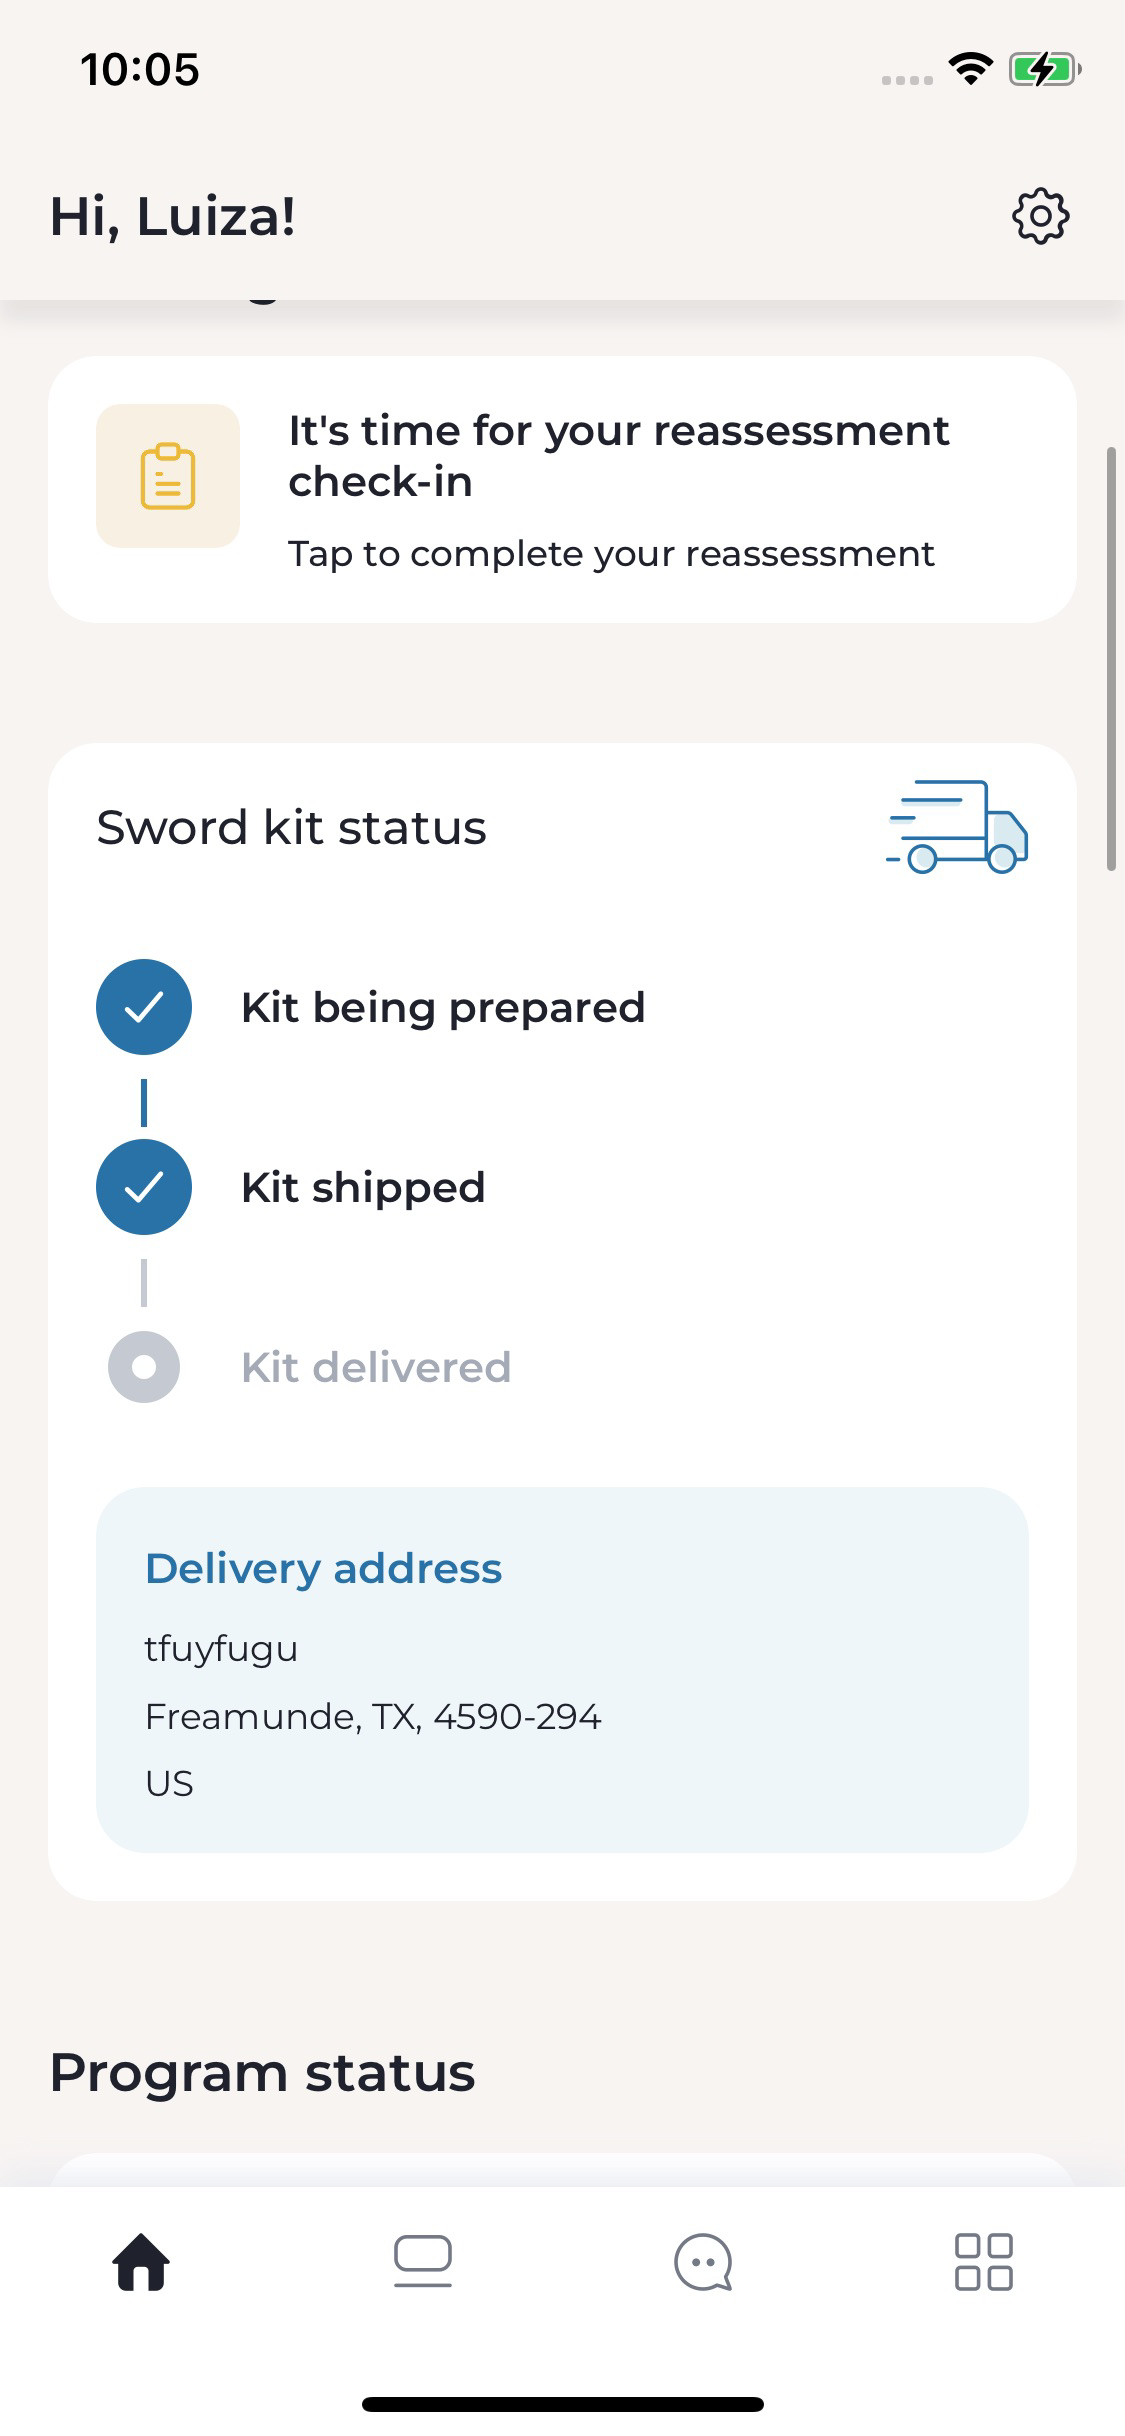 10:05
Hi, Luiza!
It's time for your reassessment
check-in
Tap to complete your reassessment
Sword kit status
Kit being prepared
Kit shipped
Kit delivered
Delivery address
tfuyfugu
Freamunde, TX, 4590-294
US
Program status